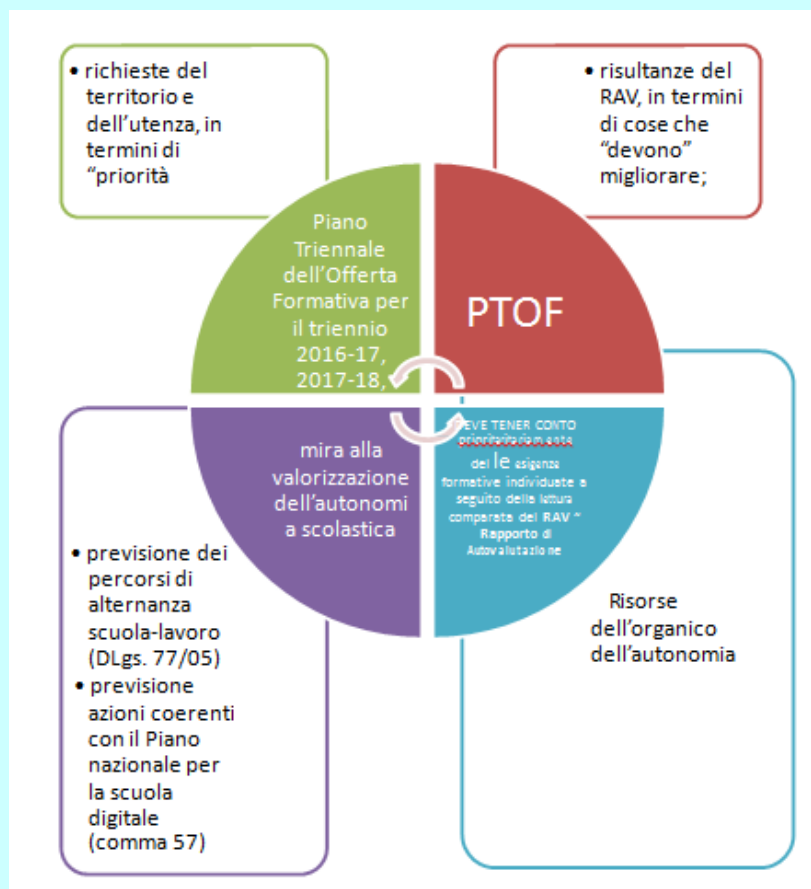 • richieste del
territorio e
dell'utenza, in
termini di
"priorità
• risultanze del
RAV, in termini
di cose che
"devono"
migliorare;
Piano
Triennale
dell'Offerta
Formativa per
il triennio
2016-17,
2017-18,
PTOF
mira alla
valorizzazione
dell'autonomi
a scolastica
EVE TENER CONTO
prioritaritariamente
del le esigenze
formative individuate a
seguito della lettura
comparata del RAV "
Rapporto di
Autovalutazione
• previsione dei
percorsi di
alternanza
scuola-lavoro
(DLgs. 77/05)
• previsione
azioni coerenti
con il Piano
nazionale per
la scuola
digitale
(comma 57)
Risorse
dell'organico
dell'autonomia